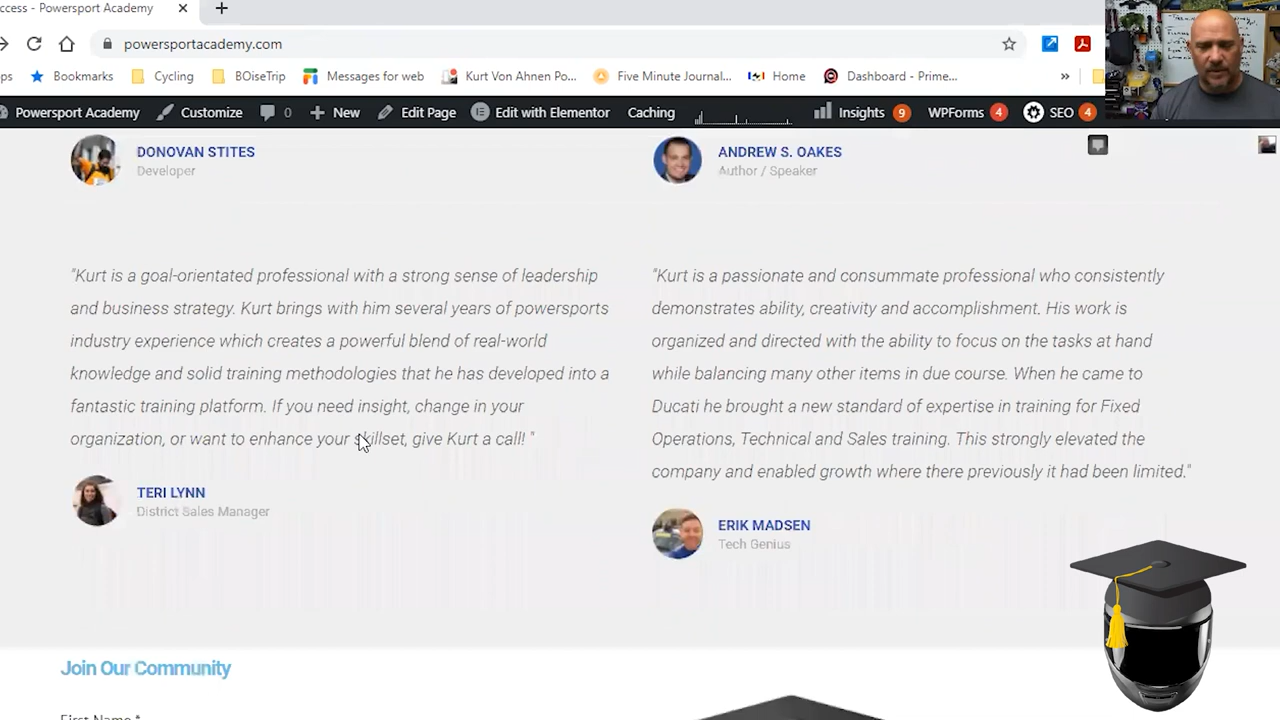 ccess - Powersport Academy
powersportacademy.com
ps Bookmarks Cycling BOiseTrip Messages for web Kurt Von Ahnen Po... Five Minute Journal... Home Dashboard - Prime... »
Powersport Academy Customize 0 New Edit Page Edit with Elementor Caching Insights 9 WPForms 4 SEO 4
DONOVAN STITES
Developer
ANDREW S. OAKES
Author / Speaker
"Kurt is a goal-orientated professional with a strong sense of leadership
and business strategy. Kurt brings with him several years of powersports
industry experience which creates a powerful blend of real-world
knowledge and solid training methodologies that he has developed into a
fantastic training platform. If you need insight, change in your
organization, or want to enhance your skillset, give Kurt a call! "
TERI LYNN
District Sales Manager
"Kurt is a passionate and consummate professional who consistently
demonstrates ability, creativity and accomplishment. His work is
organized and directed with the ability to focus on the tasks at hand
while balancing many other items in due course. When he came to
Ducati he brought a new standard of expertise in training for Fixed
Operations, Technical and Sales training. This strongly elevated the
company and enabled growth where there previously it had been limited."
ERIK MADSEN
Tech Genius
Join Our Community
First Name *